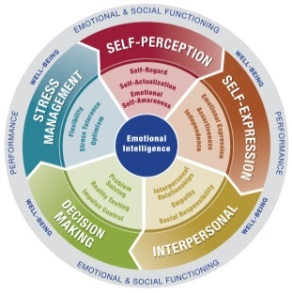 EMOTIONAL & SOCIAL FUNCTIONING
WELL-BEING
WELL-BEING
PERFORMANCE
PERFORMANCE
SELF-PERCEPTION
Self-Regard
Self-Actualization
Emotional
Self-Awareness
SELF-EXPRESSION
Emotional Expression
Assertiveness
Independence
INTERPERSONAL
Interpersonal
Relationships
Empathy
Social Responsibility
DECISION
MAKING
Problem
Solving
Reality Testing
Impulse Control
STRESS
MANAGEMENT
Flexibility
Stress Tolerance
Optimism
Emotional
Intelligence
WELL-BEING
WELL-BEING
EMOTIONAL & SOCIAL FUNCTIONING